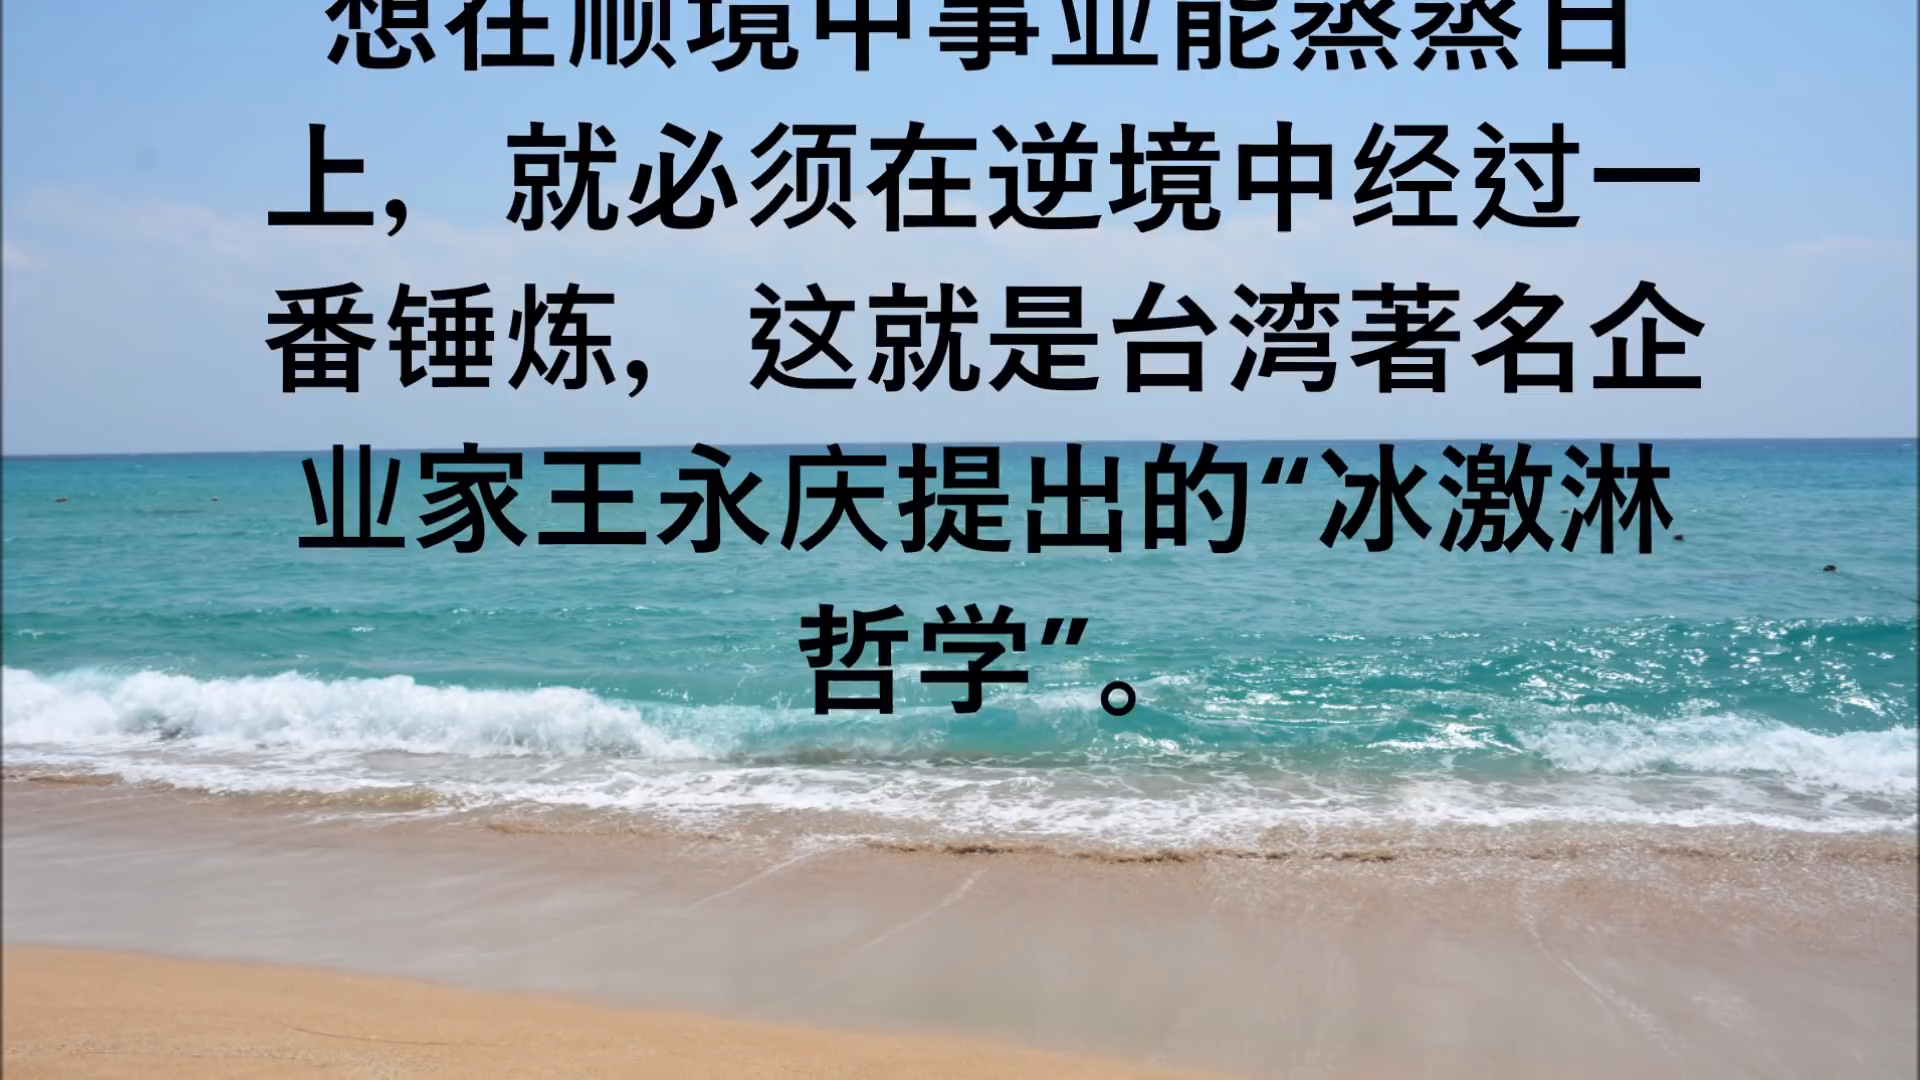 想在顺境中事业能蒸蒸日
上，就必须在逆境中经过一
番锤炼，这就是台湾著名企
业家王永庆提出的“冰激淋
哲学”。